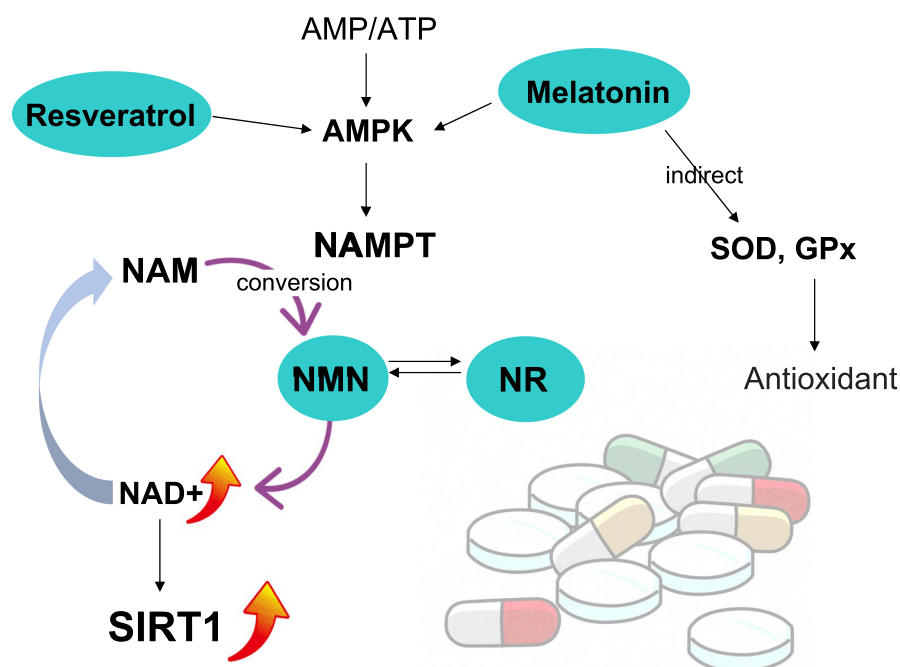 AMP/ATP
Resveratrol
Melatonin
AMPK
indirect
NAMPT
SOD, GPx
NAM
conversion
NMN
NR
Antioxidant
NAD+
SIRT1